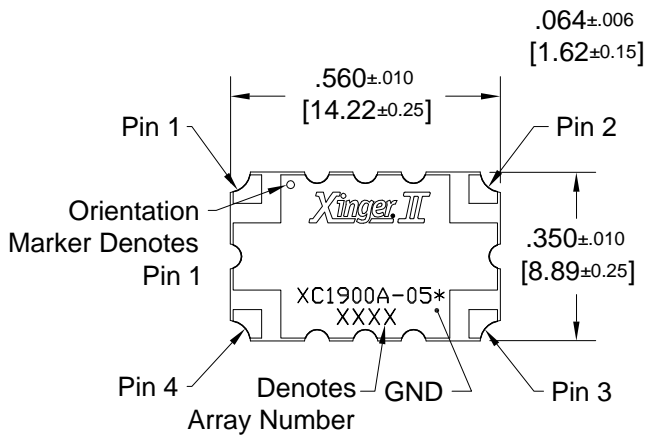 .064±.006
[1.62±0.15]
.560±.010
[14.22±0.25]
Pin 1
Pin 2
Xinger II
Orientation
Marker Denotes
Pin 1
.350±.010
[8.89±0.25]
XC1900A-05*
XXXX
Pin 4
Denotes
Array Number
GND
Pin 3